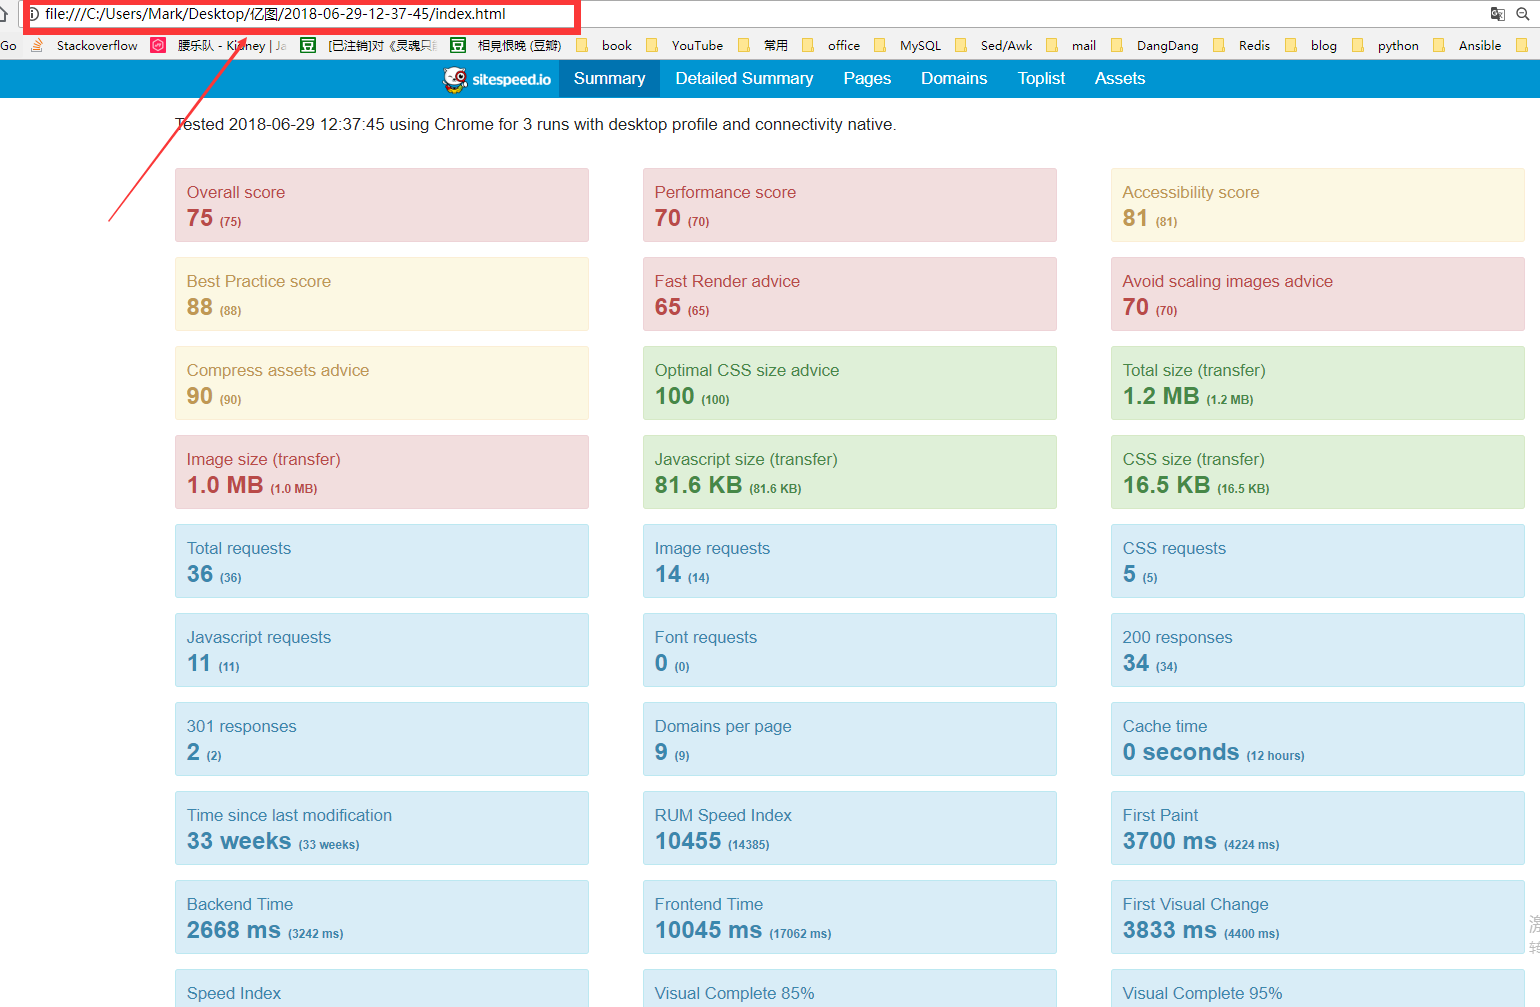 file:///C:/Users/Mark/Desktop/亿图/2018-06-29-12-37-45/index.html
Go Stackoverflow 腰乐队 - Kidney | Ja [已注销]对《灵魂只 相見恨晚 (豆瓣) book YouTube 常用 office MySQL Sed/Awk mail DangDang Redis blog python Ansible
sitespeed.io Summary Detailed Summary Pages Domains Toplist Assets
Tested 2018-06-29 12:37:45 using Chrome for 3 runs with desktop profile and connectivity native.
Overall score
75 (75)
Performance score
70 (70)
Accessibility score
81 (81)
Best Practice score
88 (88)
Fast Render advice
65 (65)
Avoid scaling images advice
70 (70)
Compress assets advice
90 (90)
Optimal CSS size advice
100 (100)
Total size (transfer)
1.2 MB (1.2 MB)
Image size (transfer)
1.0 MB (1.0 MB)
Javascript size (transfer)
81.6 KB (81.6 KB)
CSS size (transfer)
16.5 KB (16.5 KB)
Total requests
36 (36)
Image requests
14 (14)
CSS requests
5 (5)
Javascript requests
11 (11)
Font requests
0 (0)
200 responses
34 (34)
301 responses
2 (2)
Domains per page
9 (9)
Cache time
0 seconds (12 hours)
Time since last modification
33 weeks (33 weeks)
RUM Speed Index
10455 (14385)
First Paint
3700 ms (4224 ms)
Backend Time
2668 ms (3242 ms)
Frontend Time
10045 ms (17062 ms)
First Visual Change
3833 ms (4400 ms)
Speed Index
Visual Complete 85%
Visual Complete 95%